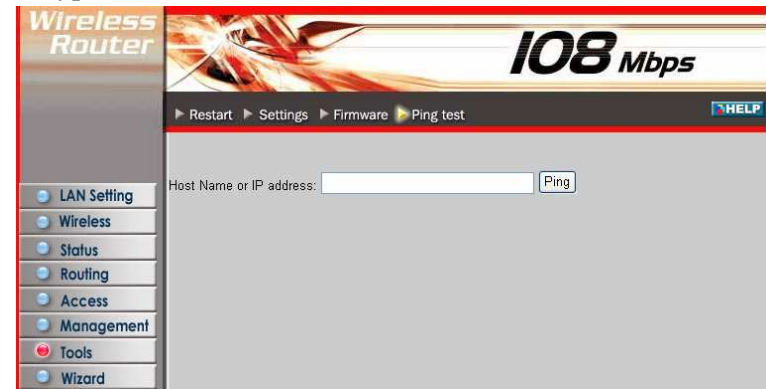 Wireless
Router
108 Mbps
Restart Settings Firmware Ping test HELP
Host Name or IP address: Ping
LAN Setting
Wireless
Status
Routing
Access
Management
Tools
Wizard